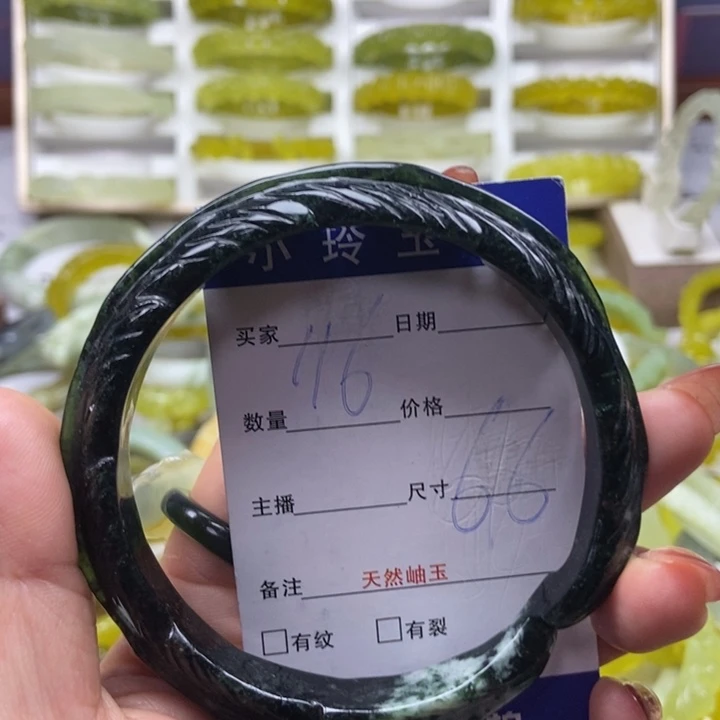 小玲玉
买家 日期
116
数量 价格
主播 尺寸 66
备注 天然岫玉
□有纹 □有裂